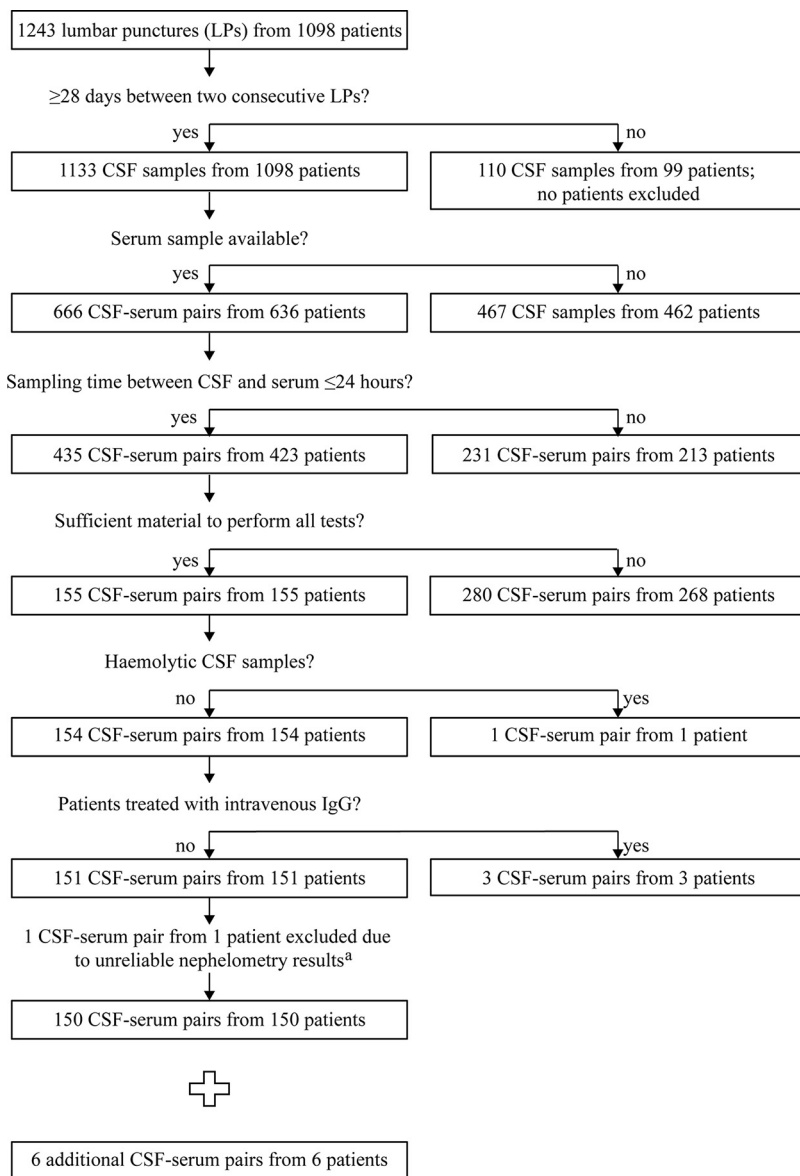 1243 lumbar punctures (LPs) from 1098 patients
≥28 days between two consecutive LPs?
yes
no
1133 CSF samples from 1098 patients
110 CSF samples from 99 patients;
no patients excluded
Serum sample available?
yes
no
666 CSF-serum pairs from 636 patients
467 CSF samples from 462 patients
Sampling time between CSF and serum ≤24 hours?
yes
no
435 CSF-serum pairs from 423 patients
231 CSF-serum pairs from 213 patients
Sufficient material to perform all tests?
yes
no
155 CSF-serum pairs from 155 patients
280 CSF-serum pairs from 268 patients
Haemolytic CSF samples?
no
yes
154 CSF-serum pairs from 154 patients
1 CSF-serum pair from 1 patient
Patients treated with intravenous IgG?
no
yes
151 CSF-serum pairs from 151 patients
3 CSF-serum pairs from 3 patients
1 CSF-serum pair from 1 patient excluded due
to unreliable nephelometry resultsᵃ
150 CSF-serum pairs from 150 patients
6 additional CSF-serum pairs from 6 patients